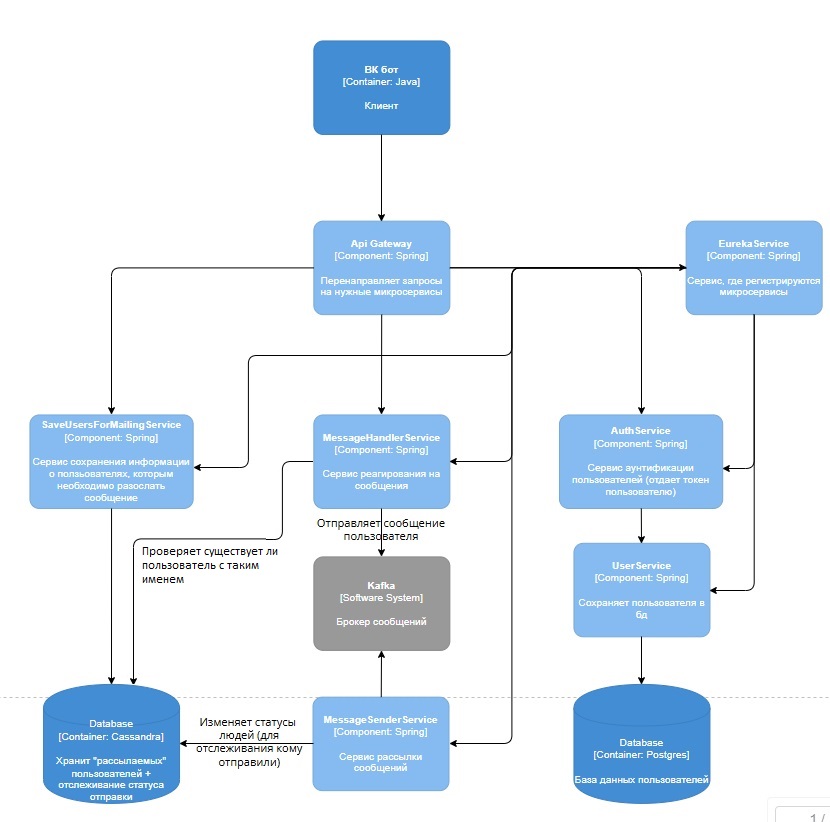 ВК бот
[Container: Java]
Клиент
Api Gateway
[Component: Spring]
Перенаправляет запросы
на нужные микросервисы
EurekaService
[Component: Spring]
Сервис, где регистрируются
микросервисы
SaveUsersForMailingService
[Component: Spring]
Сервис сохранения информации
о пользователях, которым
необходимо разослать
сообщение
MessageHandlerService
[Component: Spring]
Сервис реагирования на
сообщения
AuthService
[Component: Spring]
Сервис аунтификации
пользователей (отдает токен
пользователю)
Отправляет сообщение
пользователя
Проверяет существует ли
пользователь с таким
именем
Kafka
[Software System]
Брокер сообщений
UserService
[Component: Spring]
Сохраняет пользователя в
бд
Database
[Container: Cassandra]
Хранит "рассылаемых"
пользователей +
отслеживание статуса
отправки
Изменяет статусы
людей (для
отслеживания кому
отправили)
MessageSenderService
[Component: Spring]
Сервис рассылки
сообщений
Database
[Container: Postgres]
База данных пользователей
1 /